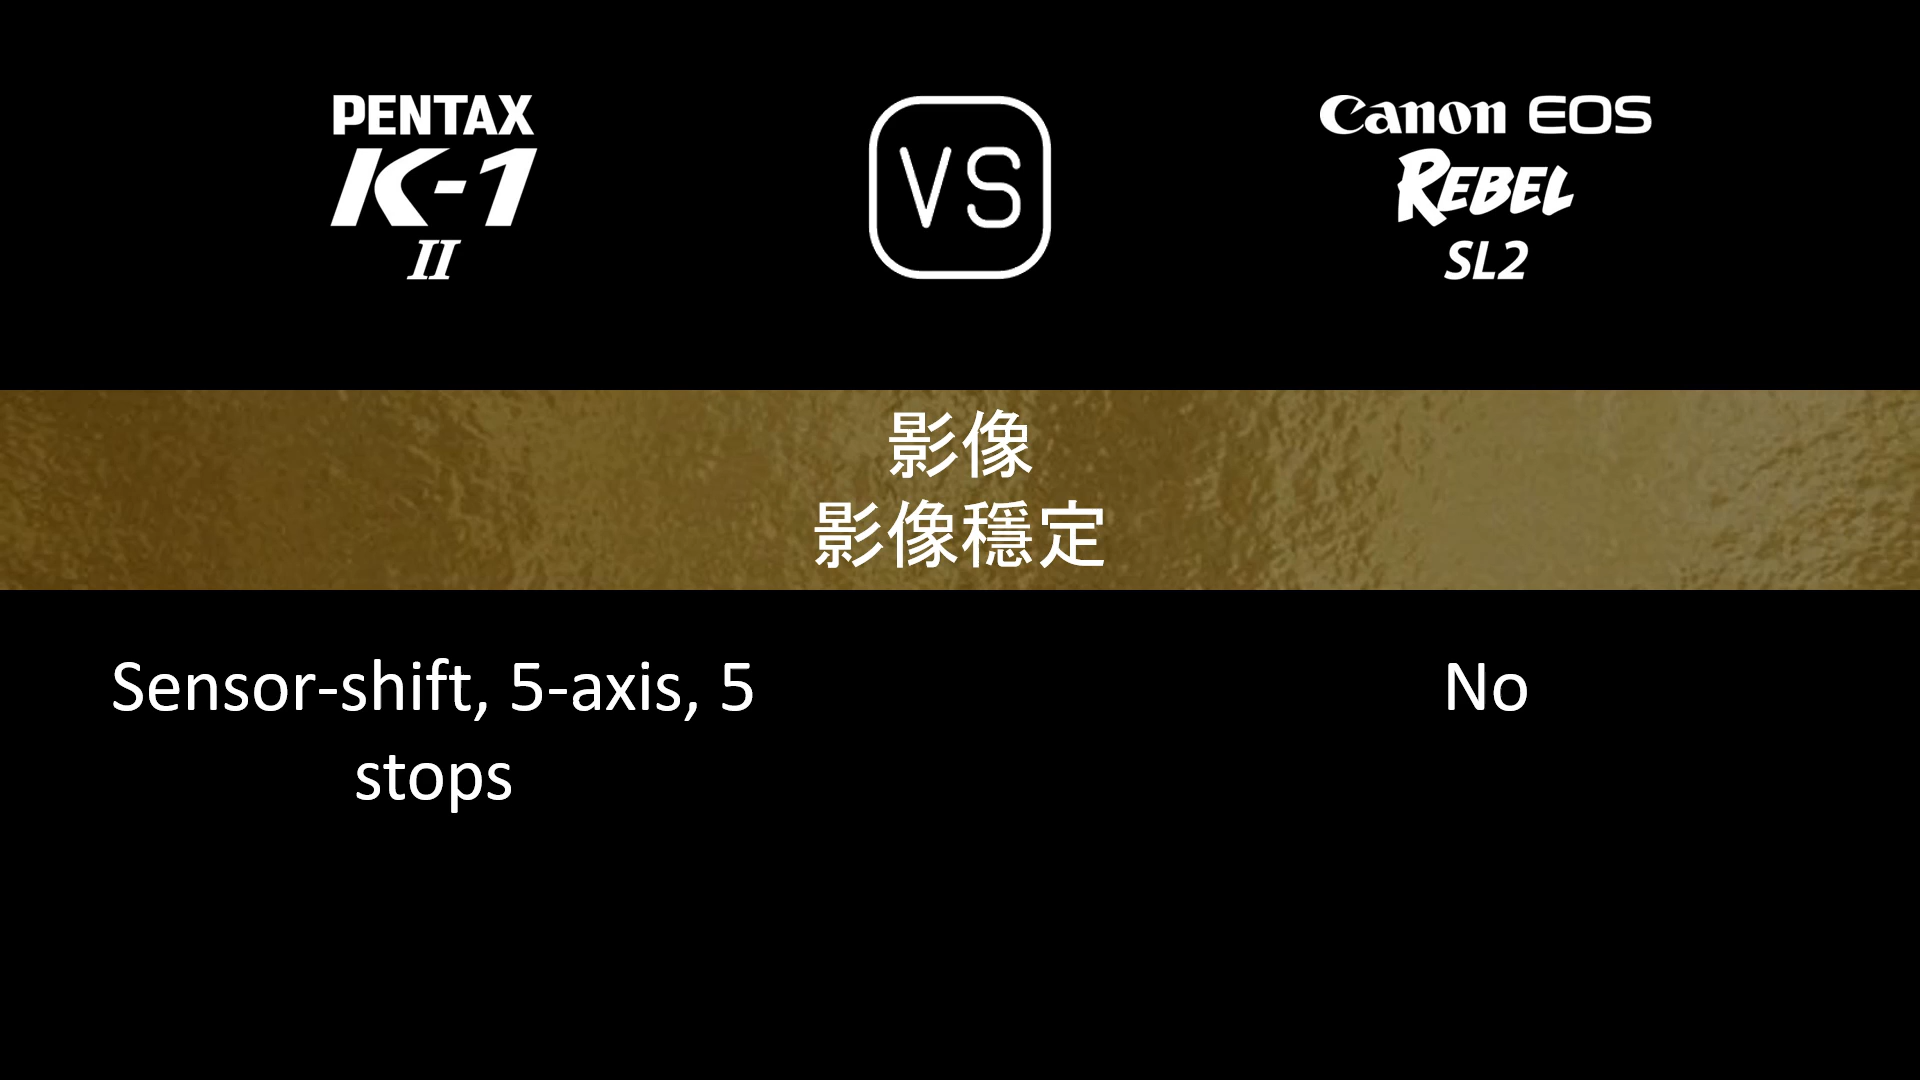 PENTAX
K-1
II
VS
Canon EOS
REBEL
SL2
影像
影像穩定
Sensor-shift, 5-axis, 5
stops
No